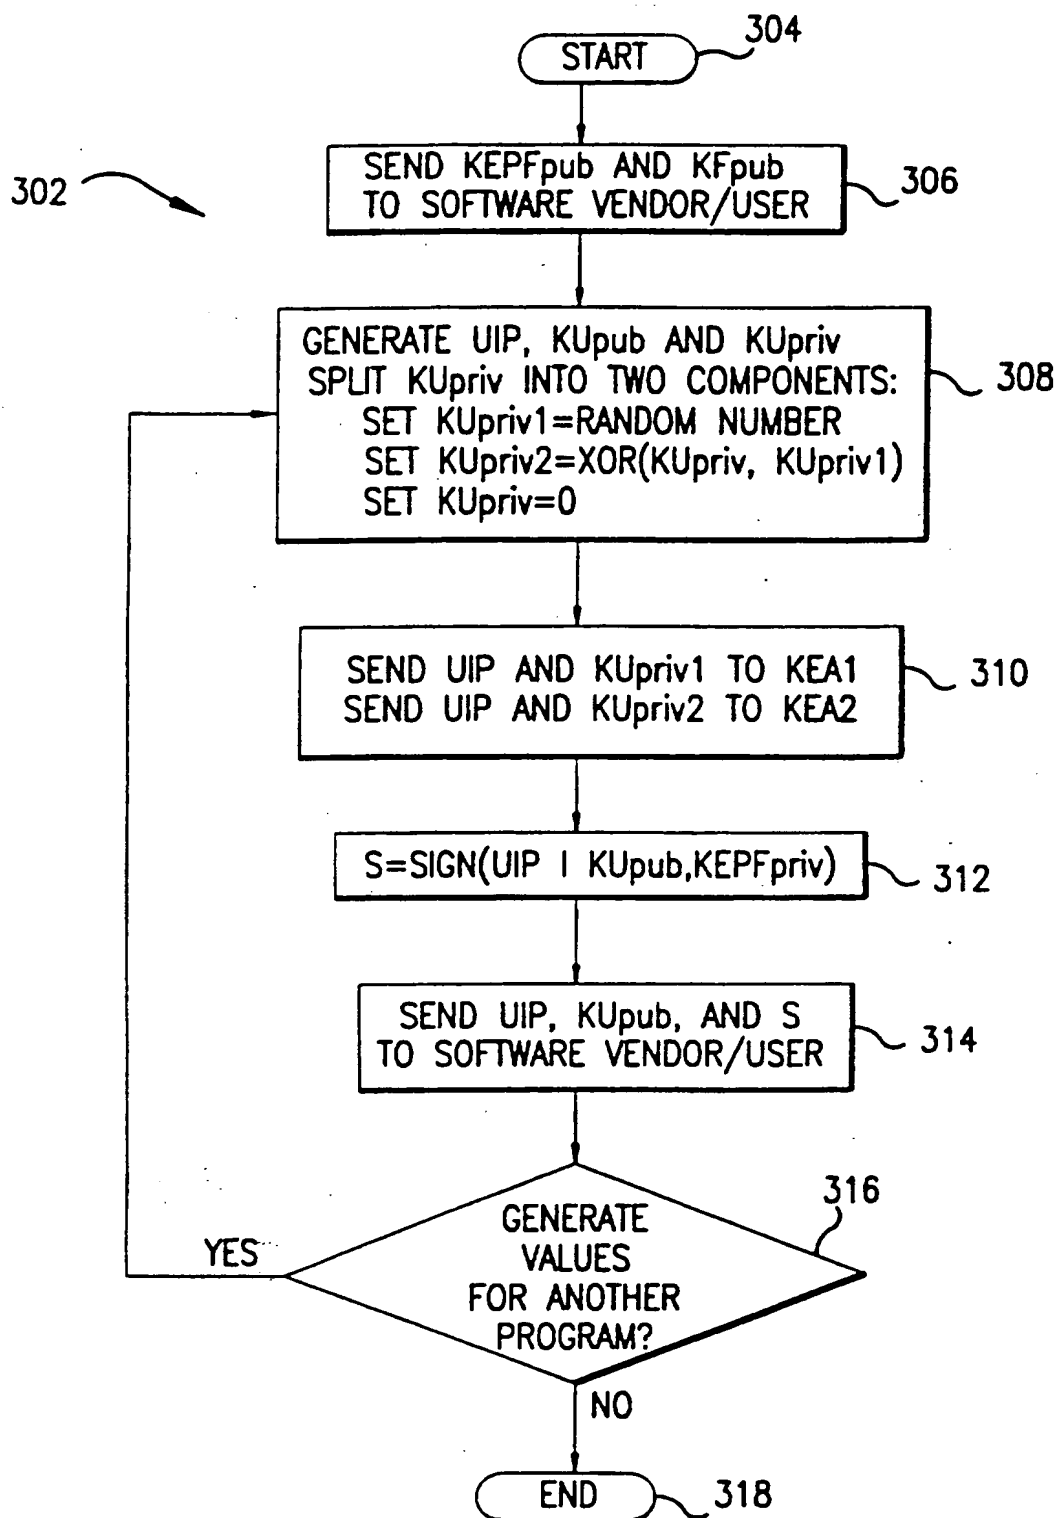 304
START
302
SEND KEPFpub AND KFpub
TO SOFTWARE VENDOR/USER
306
GENERATE UIP, KUpub AND KUpriv
SPLIT KUpriv INTO TWO COMPONENTS:
SET KUpriv1=RANDOM NUMBER
SET KUpriv2=XOR(KUpriv, KUpriv1)
SET KUpriv=0
308
SEND UIP AND KUpriv1 TO KEA1
SEND UIP AND KUpriv2 TO KEA2
310
S=SIGN(UIP | KUpub,KEPFpriv)
312
SEND UIP, KUpub, AND S
TO SOFTWARE VENDOR/USER
314
316
GENERATE
VALUES
FOR ANOTHER
PROGRAM?
YES
NO
END
318